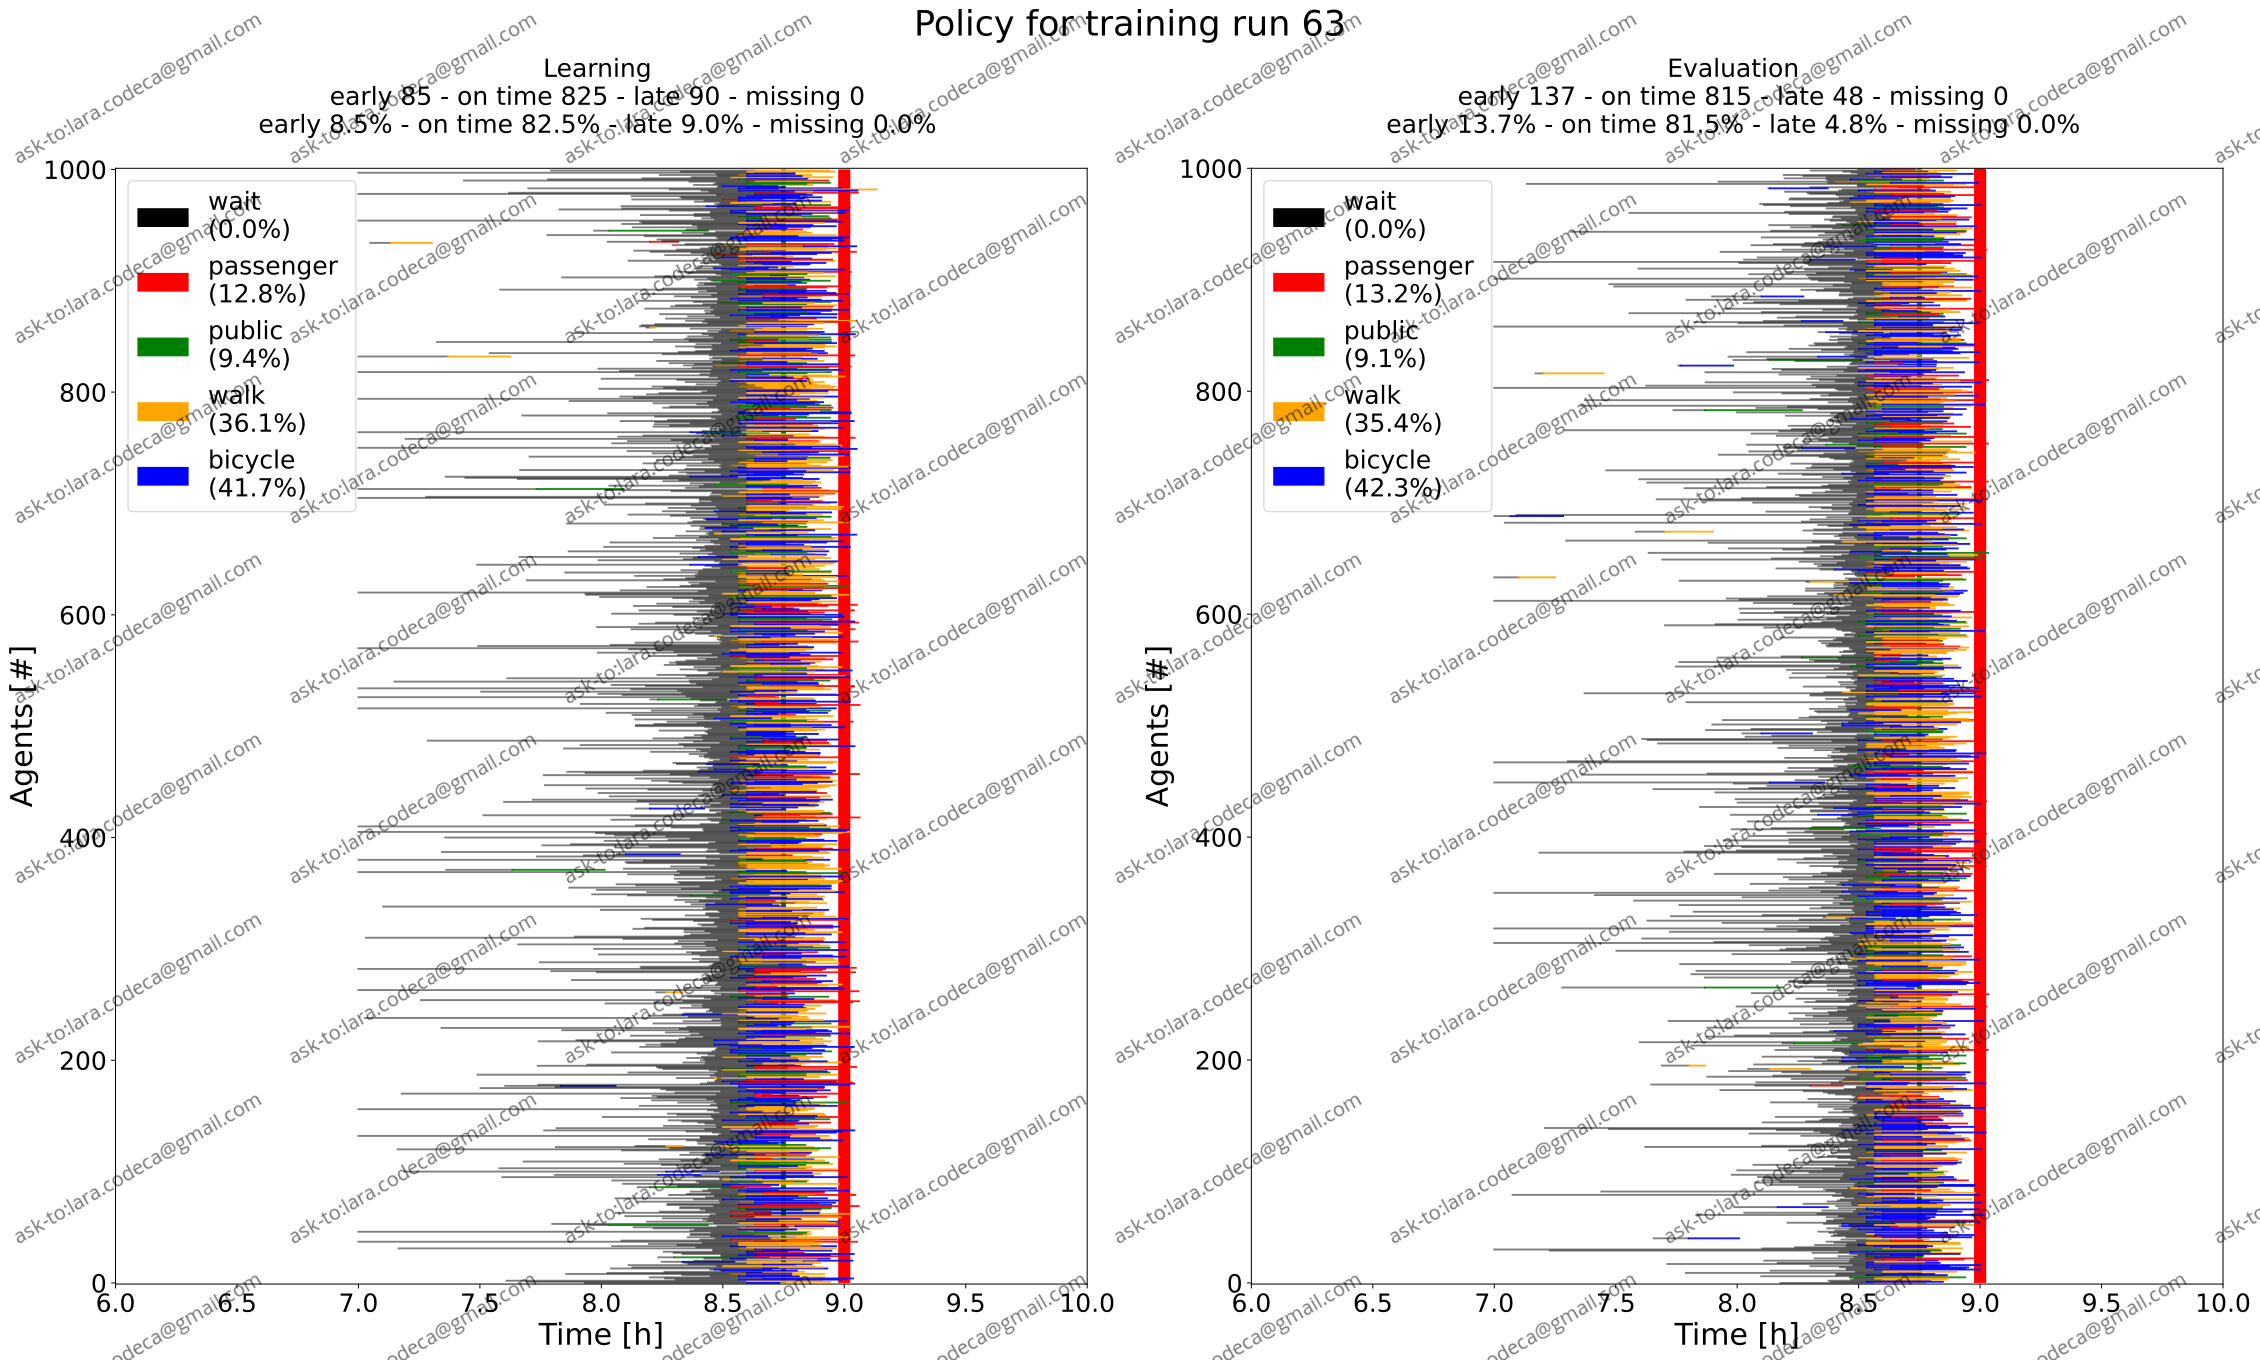 Policy for training run 63
Learning
early 85 - on time 825 - late 90 - missing 0
early 8.5% - on time 82.5% - late 9.0% - missing 0.0%
1000
800
600
400
200
0
Agents [#]
wait
(0.0%)
passenger
(12.8%)
public
(9.4%)
walk
(36.1%)
bicycle
(41.7%)
6.0 6.5 7.0 7.5 8.0 8.5 9.0 9.5 10.0
Time [h]
Evaluation
early 137 - on time 815 - late 48 - missing 0
early 13.7% - on time 81.5% - late 4.8% - missing 0.0%
1000
800
600
400
200
0
Agents [#]
wait
(0.0%)
passenger
(13.2%)
public
(9.1%)
walk
(35.4%)
bicycle
(42.3%)
6.0 6.5 7.0 7.5 8.0 8.5 9.0 9.5 10.0
Time [h]
ask-to:lara.codeca@gmail.com